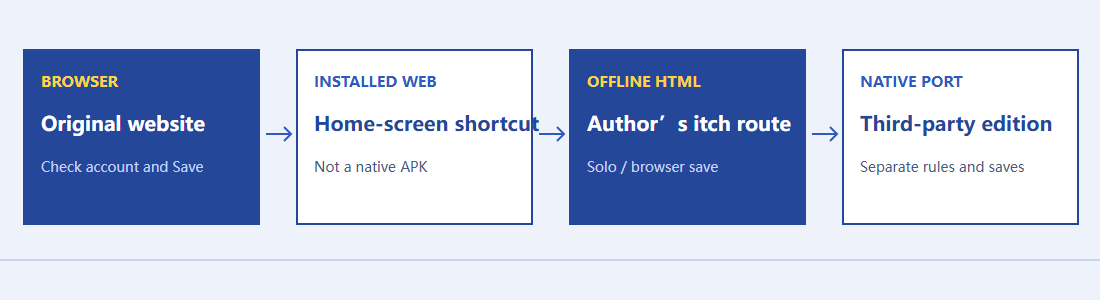 BROWSER
Original website
Check account and Save
INSTALLED WEB
Home-screen shortcut
Not a native APK
OFFLINE HTML
Author’s itch route
Solo / browser save
NATIVE PORT
Third-party edition
Separate rules and saves